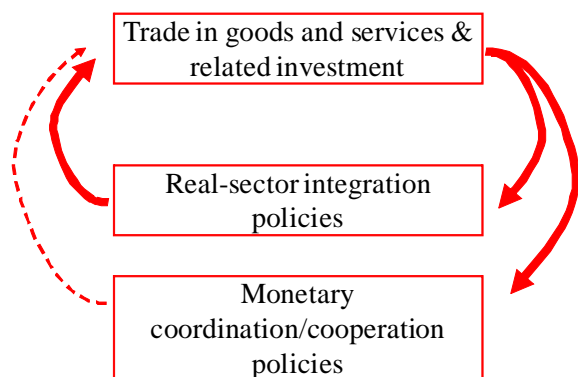 Trade in goods and services &
related investment
Real-sector integration
policies
Monetary
coordination/cooperation
policies